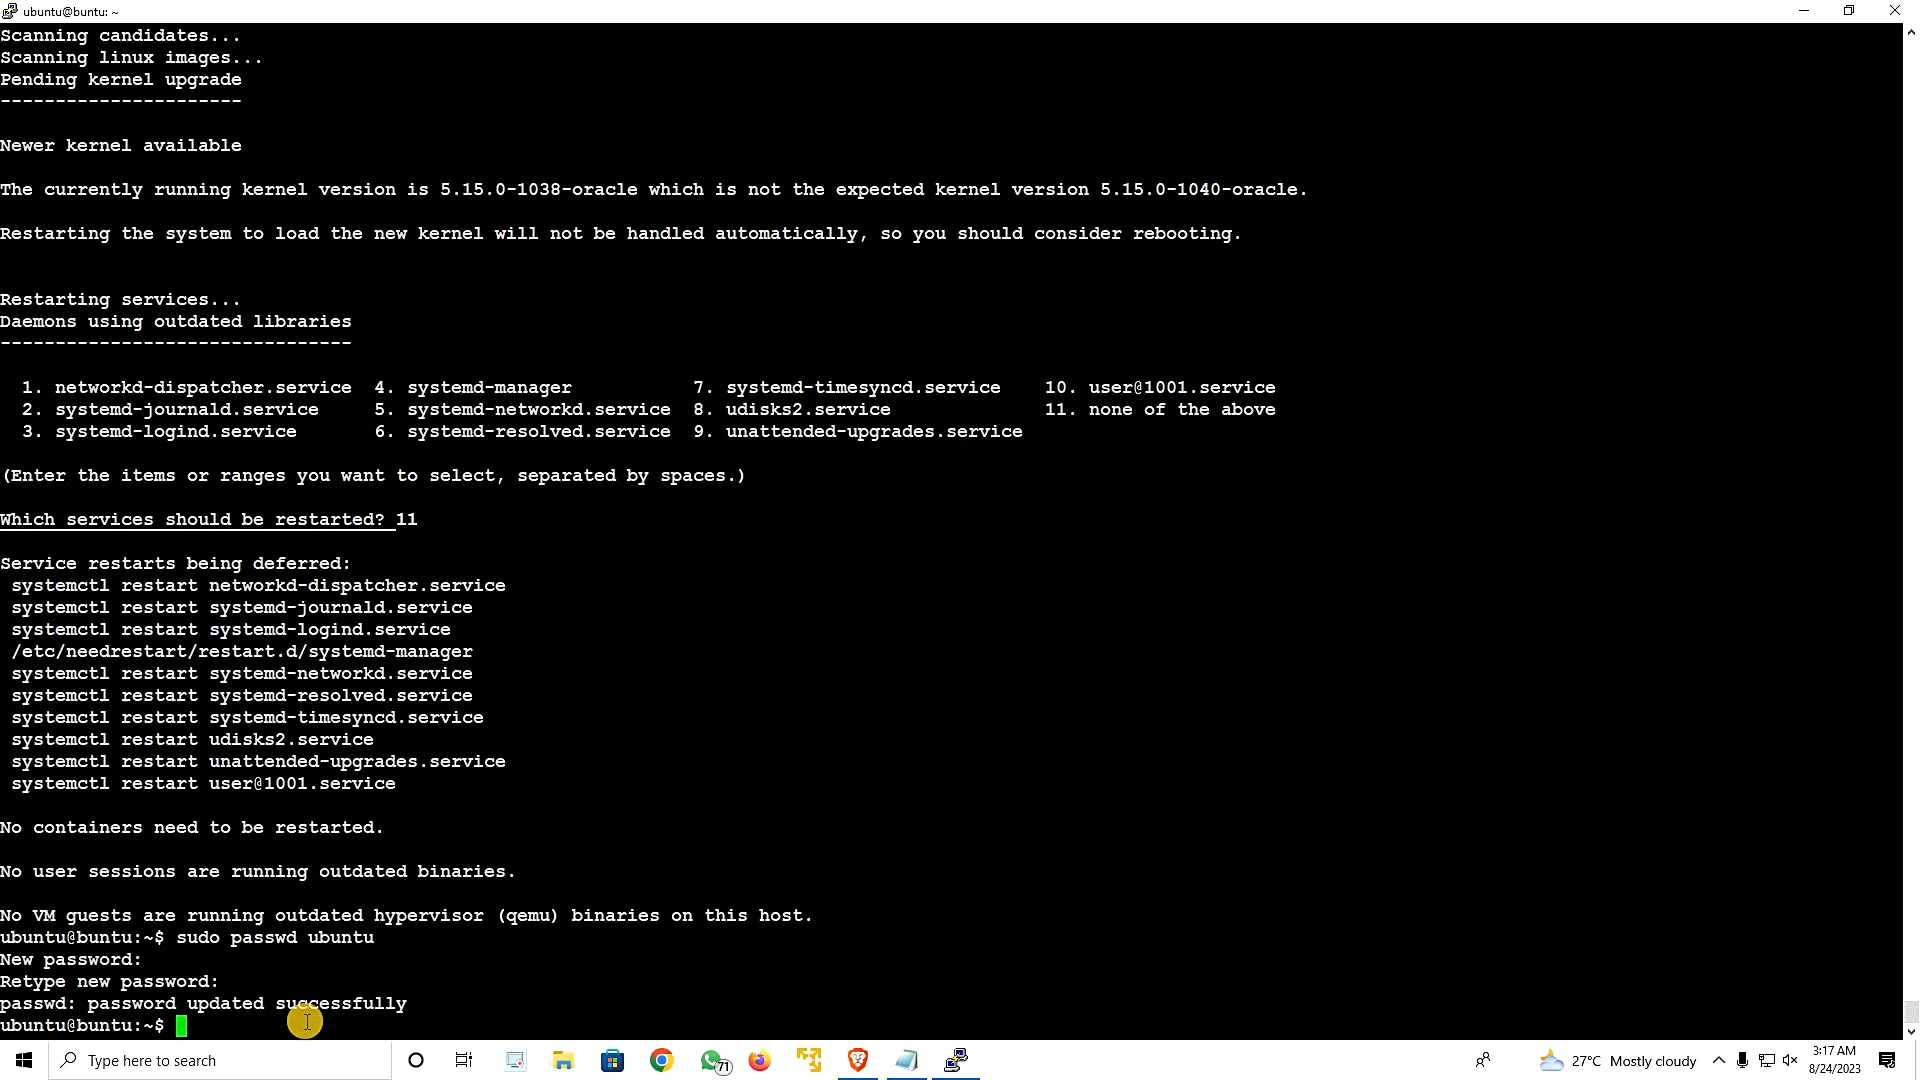 ubuntu@buntu: ~
Scanning candidates...
Scanning linux images...
Pending kernel upgrade
----------------------
Newer kernel available
The currently running kernel version is 5.15.0-1038-oracle which is not the expected kernel version 5.15.0-1040-oracle.
Restarting the system to load the new kernel will not be handled automatically, so you should consider rebooting.
Restarting services...
Daemons using outdated libraries
--------------------------------
1. networkd-dispatcher.service 4. systemd-manager 7. systemd-timesyncd.service 10. user@1001.service
2. systemd-journald.service 5. systemd-networkd.service 8. udisks2.service 11. none of the above
3. systemd-logind.service 6. systemd-resolved.service 9. unattended-upgrades.service
(Enter the items or ranges you want to select, separated by spaces.)
Which services should be restarted? 11
Service restarts being deferred:
systemctl restart networkd-dispatcher.service
systemctl restart systemd-journald.service
systemctl restart systemd-logind.service
/etc/needrestart/restart.d/systemd-manager
systemctl restart systemd-networkd.service
systemctl restart systemd-resolved.service
systemctl restart systemd-timesyncd.service
systemctl restart udisks2.service
systemctl restart unattended-upgrades.service
systemctl restart user@1001.service
No containers need to be restarted.
No user sessions are running outdated binaries.
No VM guests are running outdated hypervisor (qemu) binaries on this host.
ubuntu@buntu:~$ sudo passwd ubuntu
New password:
Retype new password:
passwd: password updated successfully
ubuntu@buntu:~$
Type here to search
71
27°C Mostly cloudy
3:17 AM
8/24/2023